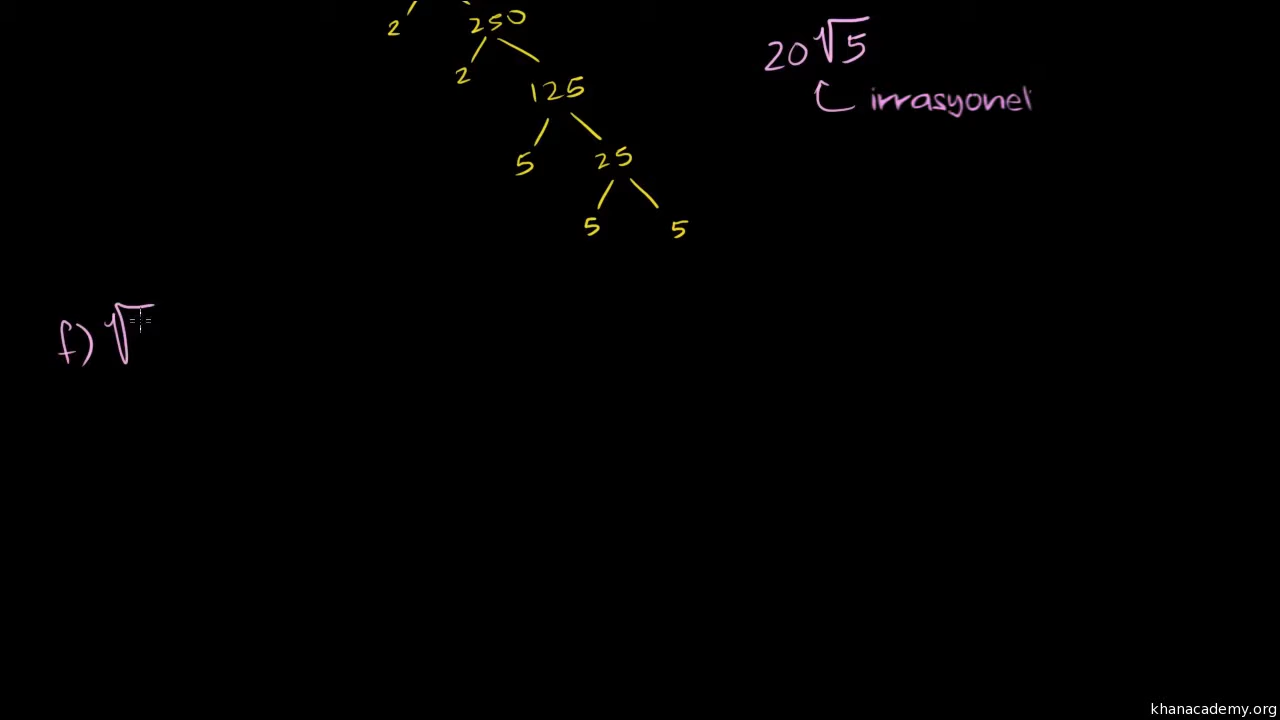 2 250
20√5
2
125
irrasyonel
5 25
5 5
f) √
khanacademy.org